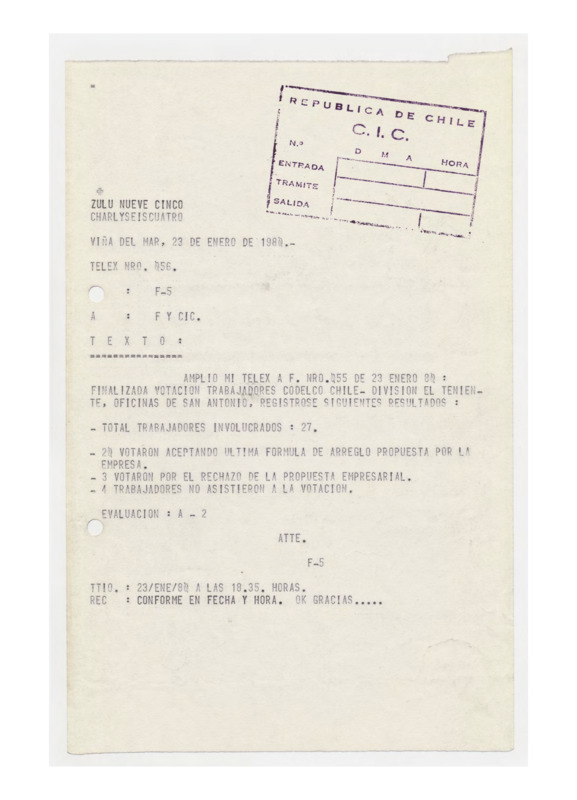 REPUBLICA DE CHILE
C. I. C.
N.º
D M A HORA
ENTRADA
TRAMITE
SALIDA
ZULU NUEVE CINCO
CHARLYSEISCUATRO
VIÑA DEL MAR, 23 DE ENERO DE 1980.-
TELEX NRO. 056.
: F-5
A : F Y CIC.
T E X T O :
=================
AMPLIO MI TELEX A F. NRO.055 DE 23 ENERO 80 :
FINALIZADA VOTACION TRABAJADORES CODELCO CHILE- DIVISION EL TENIEN-
TE, OFICINAS DE SAN ANTONIO, REGISTROSE SIGUIENTES RESULTADOS :
- TOTAL TRABAJADORES INVOLUCRADOS : 27.
- 20 VOTARON ACEPTANDO ULTIMA FORMULA DE ARREGLO PROPUESTA POR LA
EMPRESA.
- 3 VOTARON POR EL RECHAZO DE LA PROPUESTA EMPRESARIAL.
- 4 TRABAJADORES NO ASISTIERON A LA VOTACION.
EVALUACION : A - 2
ATTE.
F-5
TTIO. : 23/ENE/80 A LAS 18.35. HORAS.
REC : CONFORME EN FECHA Y HORA. OK GRACIAS.....